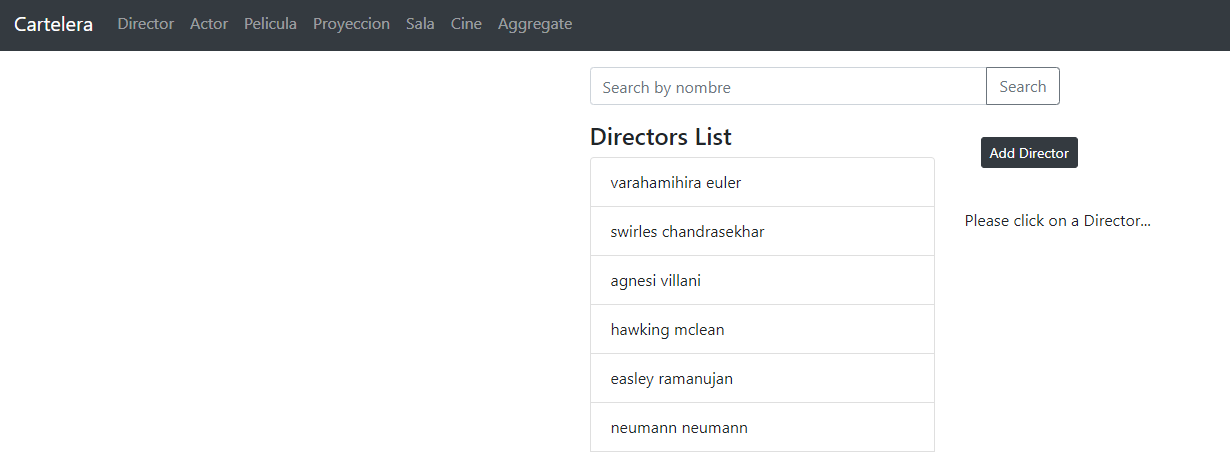 Cartelera Director Actor Pelicula Proyeccion Sala Cine Aggregate
Search by nombre Search
Directors List
Add Director
varahamihira euler
Please click on a Director...
swirles chandrasekhar
agnesi villani
hawking mclean
easley ramanujan
neumann neumann